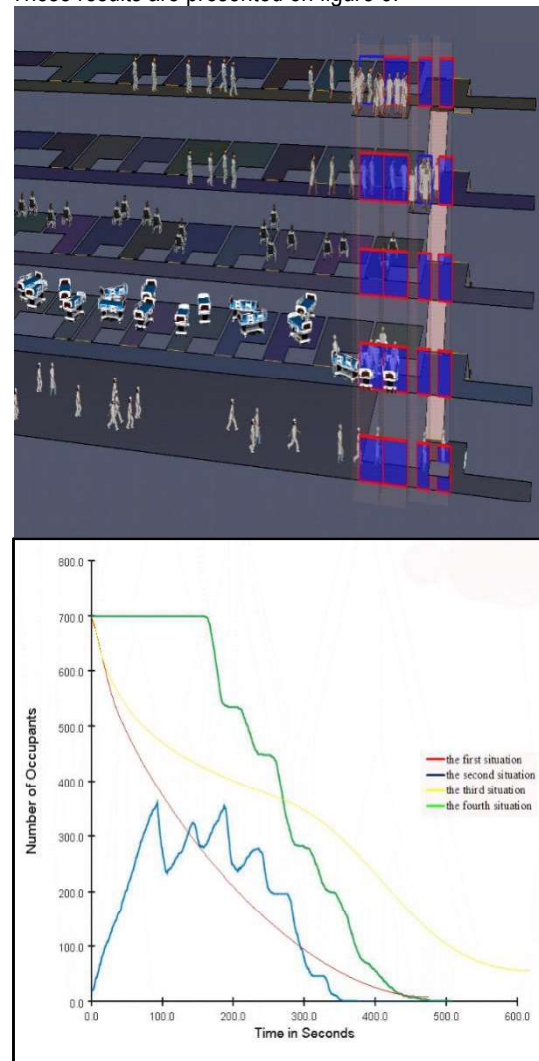 These results are presented on figure 6.
800.0
700.0
600.0
500.0
400.0
300.0
200.0
100.0
0.0
Number of Occupants
the first situation
the second situation
the third situation
the fourth situation
0.0 100.0 200.0 300.0 400.0 500.0 600.0
Time in Seconds